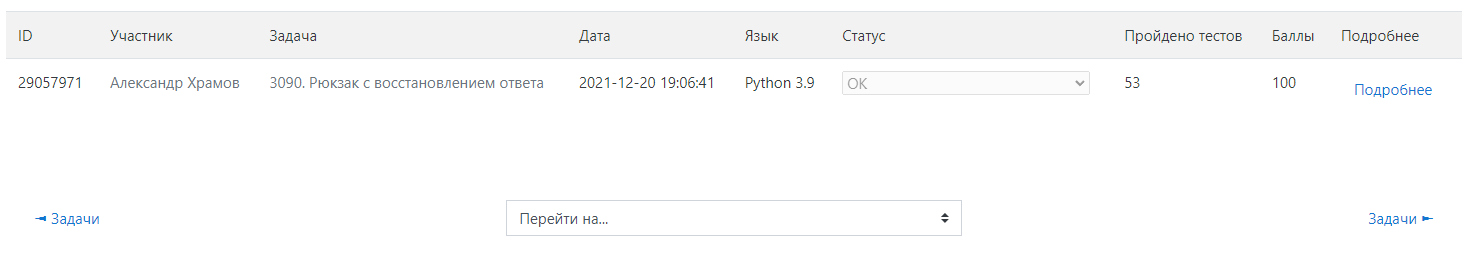 ID Участник Задача Дата Язык Статус Пройдено тестов Баллы Подробнее
29057971 Александр Храмов 3090. Рюкзак с восстановлением ответа 2021-12-20 19:06:41 Python 3.9 OK 53 100 Подробнее
◄ Задачи Перейти на... Задачи ►